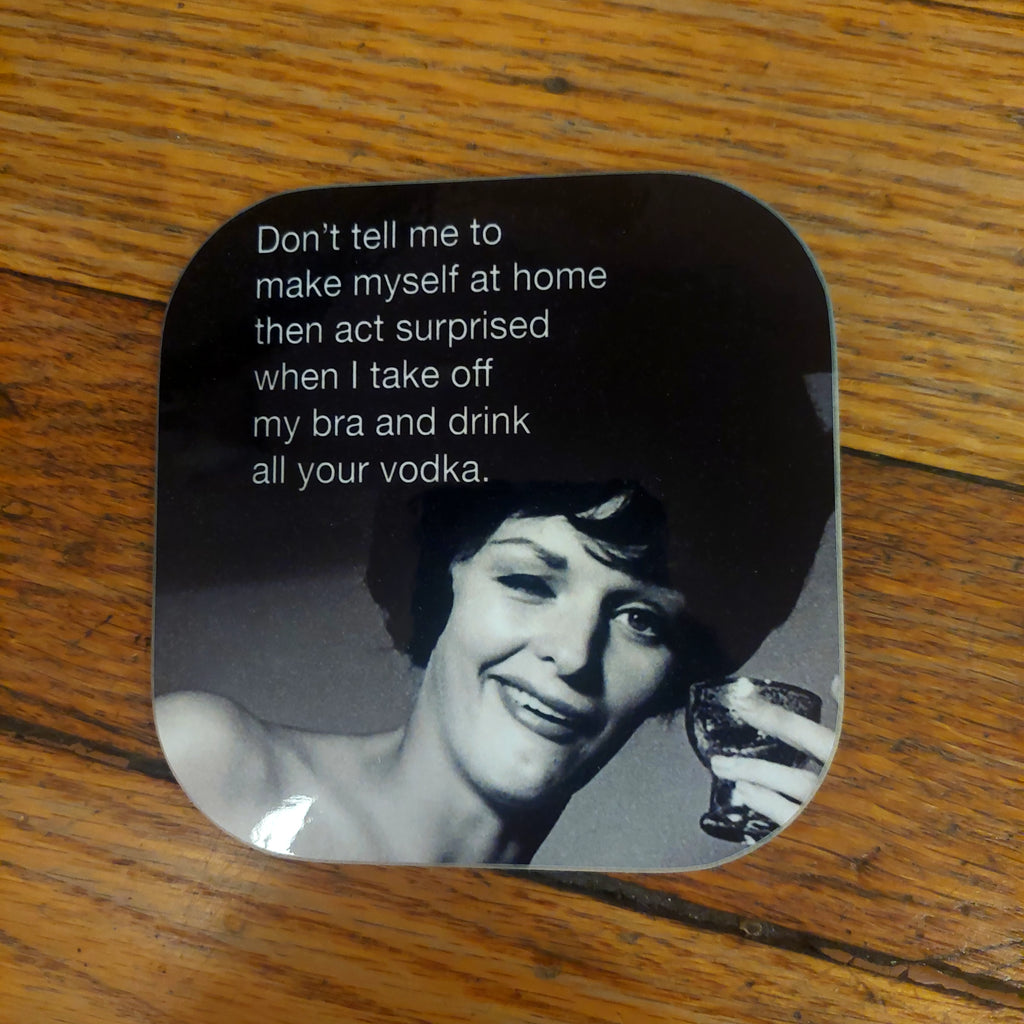 Don't tell me to
make myself at home
then act surprised
when I take off
my bra and drink
all your vodka.